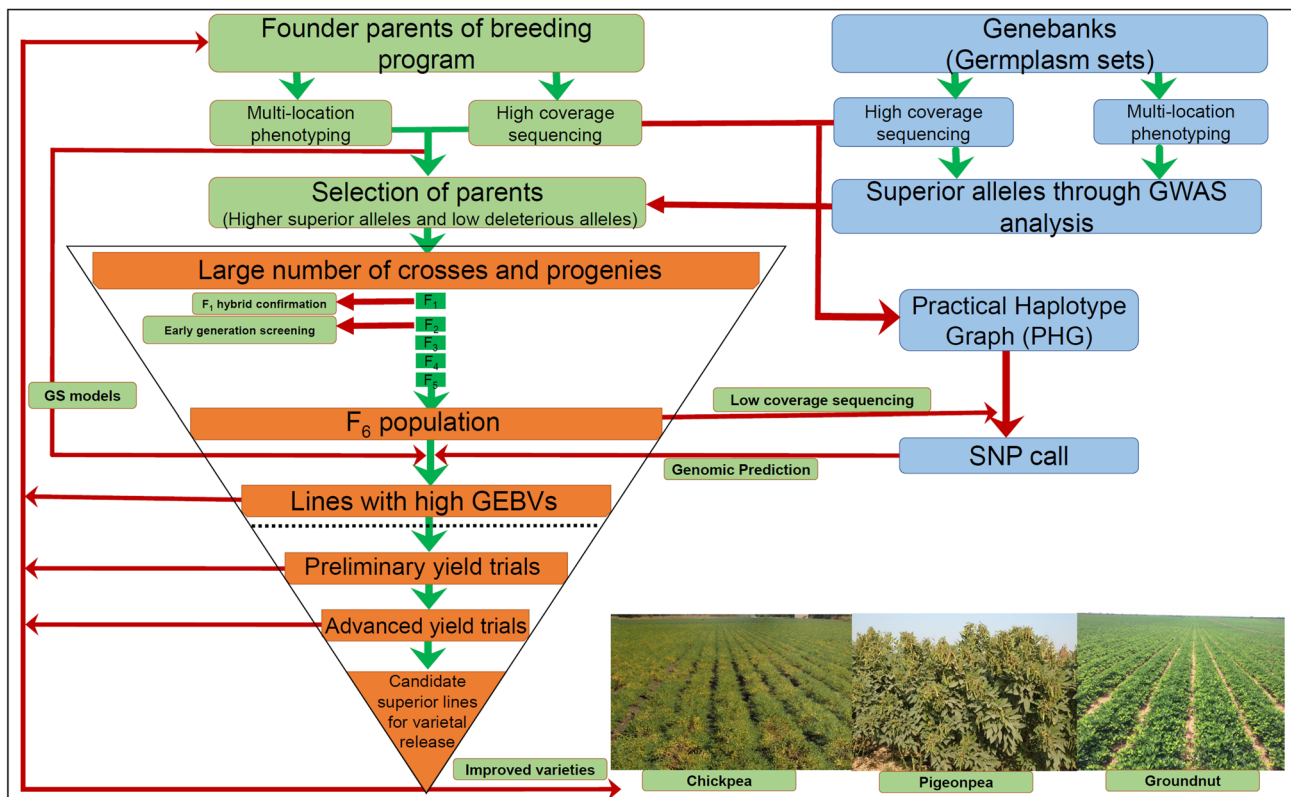 Founder parents of breeding
program
Genebanks
(Germplasm sets)
Multi-location
phenotyping
High coverage
sequencing
High coverage
sequencing
Multi-location
phenotyping
Selection of parents
(Higher superior alleles and low deleterious alleles)
Superior alleles through GWAS
analysis
Large number of crosses and progenies
F₁ hybrid confirmation
F₁
Early generation screening
F₂
F₃
F₄
F₅
Practical Haplotype
Graph (PHG)
GS models
Low coverage sequencing
F₆ population
SNP call
Genomic Prediction
Lines with high GEBVs
Preliminary yield trials
Advanced yield trials
Candidate
superior lines
for varietal
release
Improved varieties
Chickpea
Pigeonpea
Groundnut